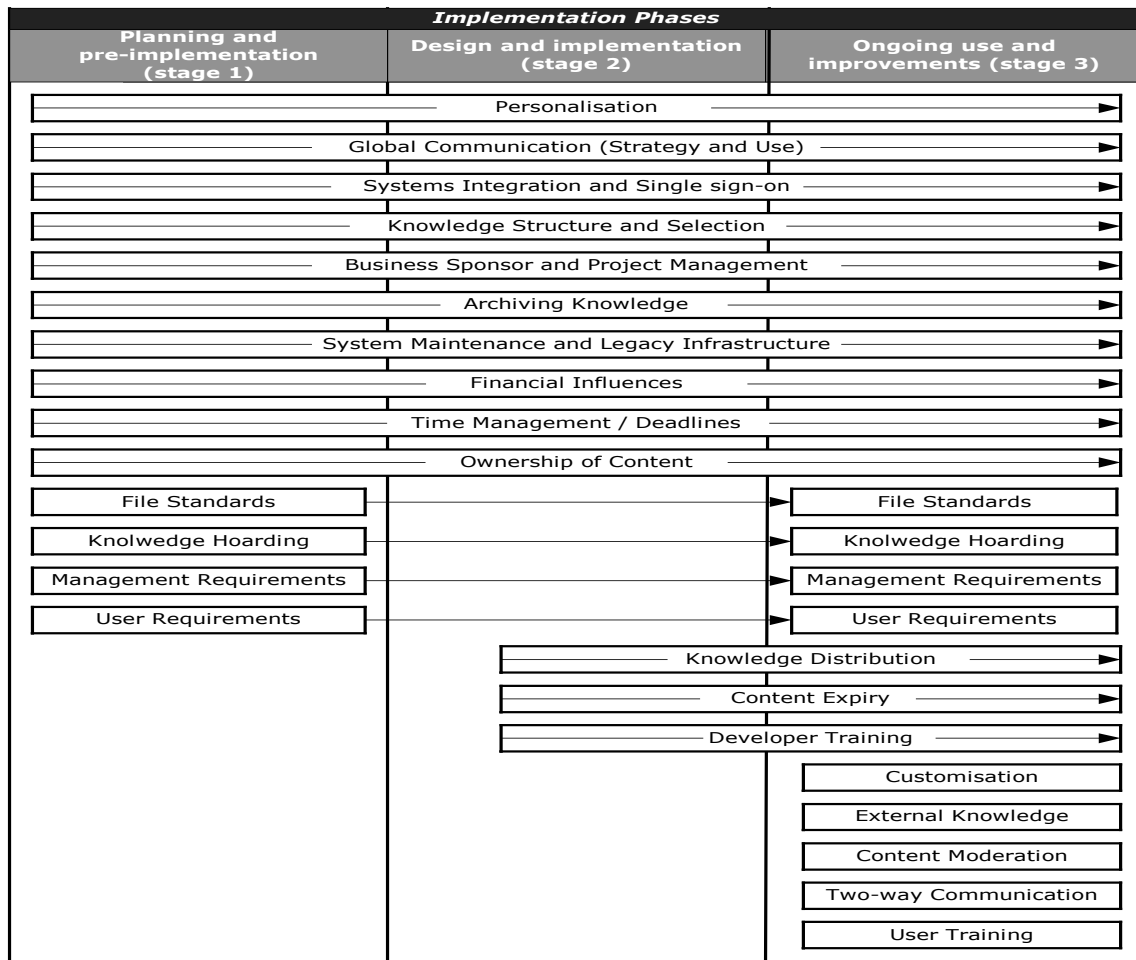 Implementation Phases
Planning and
pre-implementation
(stage 1)
Design and implementation
(stage 2)
Ongoing use and
improvements (stage 3)
Personalisation
Global Communication (Strategy and Use)
Systems Integration and Single sign-on
Knowledge Structure and Selection
Business Sponsor and Project Management
Archiving Knowledge
System Maintenance and Legacy Infrastructure
Financial Influences
Time Management / Deadlines
Ownership of Content
File Standards
File Standards
Knolwedge Hoarding
Knolwedge Hoarding
Management Requirements
Management Requirements
User Requirements
User Requirements
Knowledge Distribution
Content Expiry
Developer Training
Customisation
External Knowledge
Content Moderation
Two-way Communication
User Training